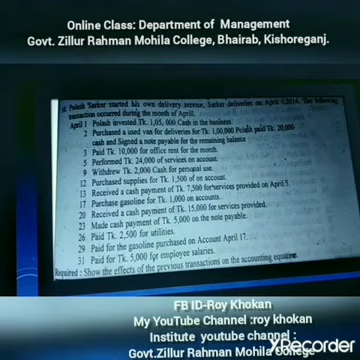 Online Class: Department of Management
Govt. Zillur Rahman Mohila College, Bhairab, Kishoreganj.
Polash Sarkar started his own delivery service, Sarkar deliveries on April 1,2014. The following
transaction occurred during the month of April.
April 1 Polash invested Tk. 1,05, 000 Cash in the business
2 Purchased a used van for deliveries for Tk. 1,00,000 Polash paid Tk. 20,000
cash and Signed a note payable for the remaining balance
3 Paid Tk. 10,000 for office rent for the month.
5 Performed Tk. 24,000 of services on account.
9 Withdrew Tk. 2,000 Cash for personal use.
12 Purchased supplies for Tk. 1,500 of on account.
13 Received a cash payment of Tk. 7,500 for services provided on April 5.
17 Purchase gasoline for Tk. 1,000 on accounts.
20 Received a cash payment of Tk. 15,000 for services provided.
23 Made cash payment of Tk. 5,000 on the note payable.
26 Paid Tk. 2,500 for utilities.
29 Paid for the gasoline purchased on Account April 17.
31 Paid for Tk. 5,000 for employee salaries.
Required : Show the effects of the previous transactions on the accounting equation.
FB ID-Roy Khokan
My YouTube Channel :roy khokan
Institute youtube channel :
Govt.Zillur Rahman Mohila College
XRecorder